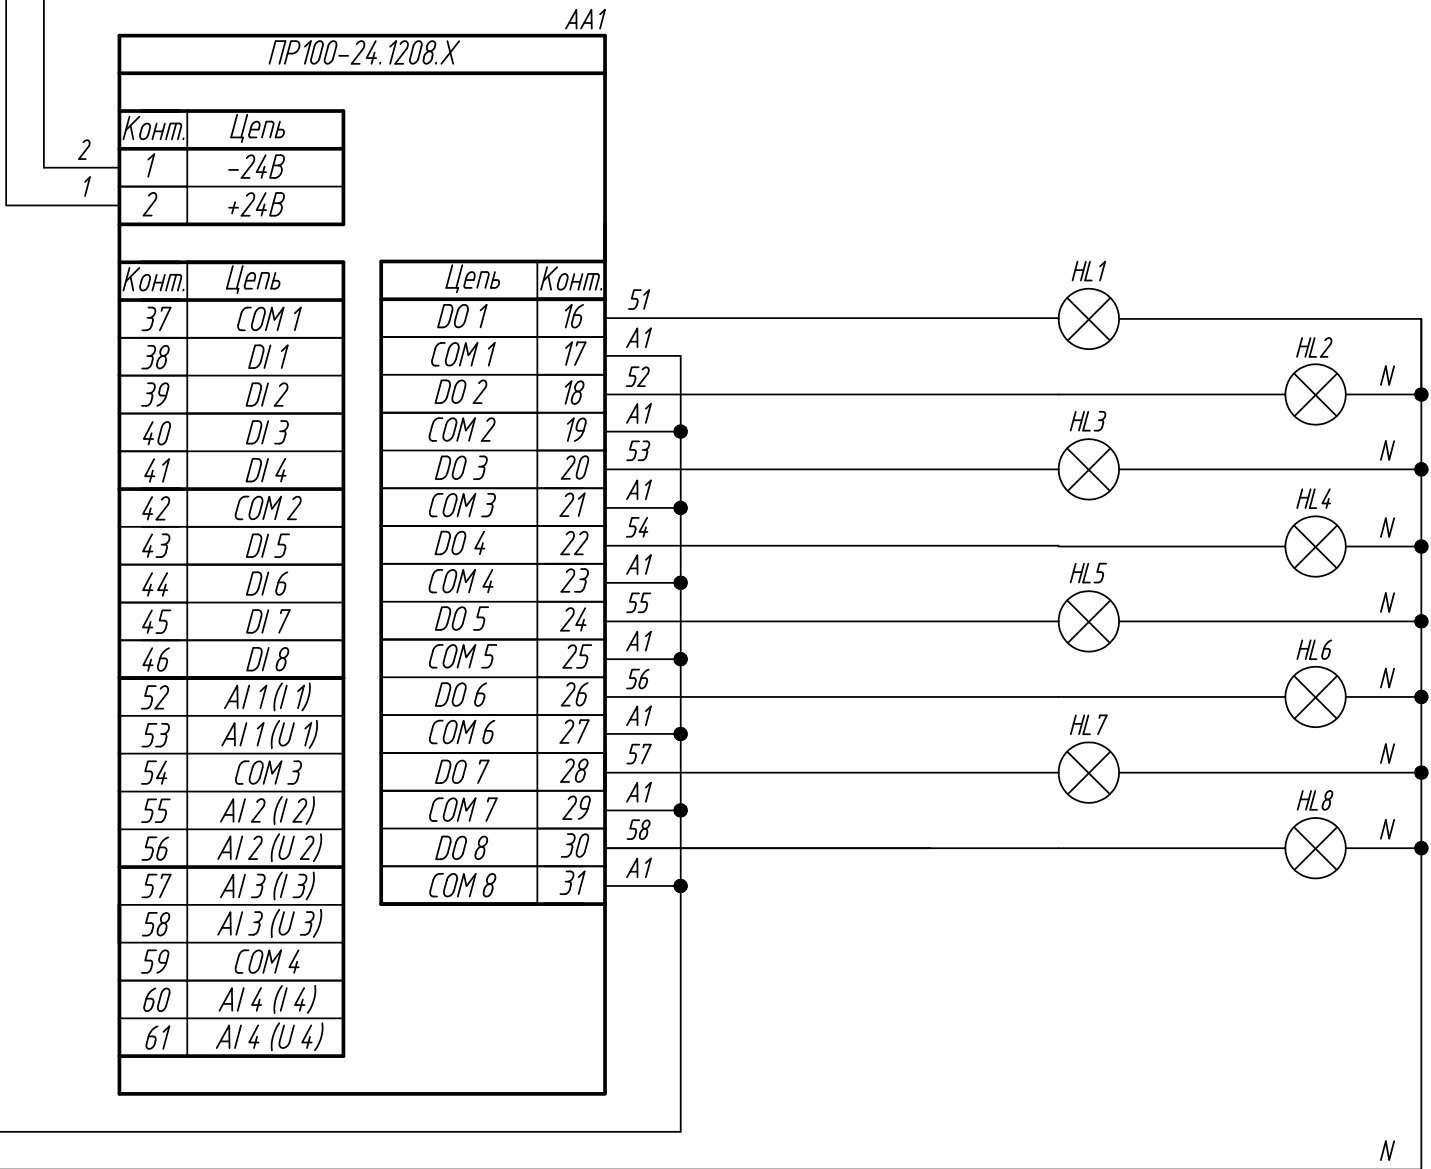 AA1
ПР100-24.1208.X
Конт. Цепь
2 1 -24В
1 2 +24В
Конт. Цепь
37 COM 1
38 DI 1
39 DI 2
40 DI 3
41 DI 4
42 COM 2
43 DI 5
44 DI 6
45 DI 7
46 DI 8
52 AI 1 (I 1)
53 AI 1 (U 1)
54 COM 3
55 AI 2 (I 2)
56 AI 2 (U 2)
57 AI 3 (I 3)
58 AI 3 (U 3)
59 COM 4
60 AI 4 (I 4)
61 AI 4 (U 4)
Цепь Конт.
DO 1 16 51
COM 1 17 A1
DO 2 18 52
COM 2 19 A1
DO 3 20 53
COM 3 21 A1
DO 4 22 54
COM 4 23 A1
DO 5 24 55
COM 5 25 A1
DO 6 26 56
COM 6 27 A1
DO 7 28 57
COM 7 29 A1
DO 8 30 58
COM 8 31 A1
HL1
HL2 N
HL3 N
HL4 N
HL5 N
HL6 N
HL7 N
HL8 N
N